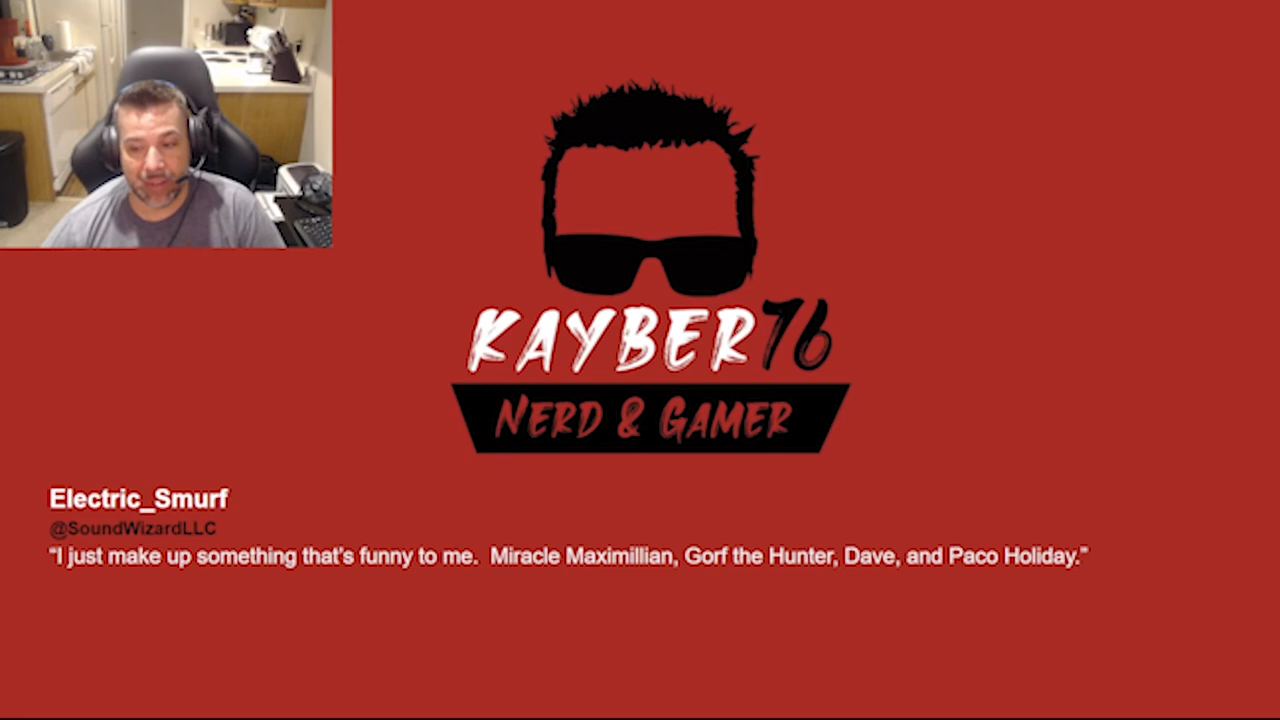 KAYBER76
NERD & GAMER
Electric_Smurf
@SoundWizardLLC
“I just make up something that’s funny to me.  Miracle Maximillian, Gorf the Hunter, Dave, and Paco Holiday.”